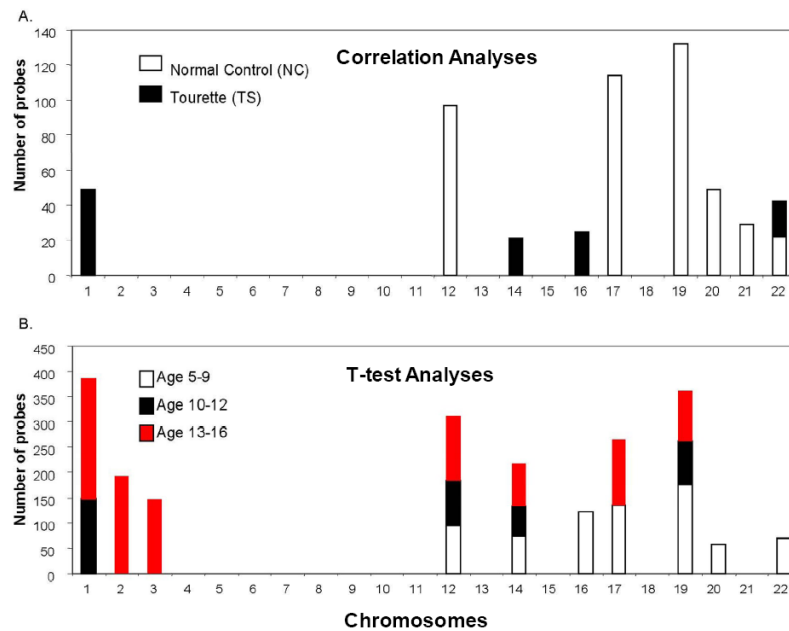 A.
Correlation Analyses
Normal Control (NC)
Tourette (TS)
Number of probes
140
120
100
80
60
40
20
0
1 2 3 4 5 6 7 8 9 10 11 12 13 14 15 16 17 18 19 20 21 22
B.
T-test Analyses
Age 5-9
Age 10-12
Age 13-16
Number of probes
450
400
350
300
250
200
150
100
50
0
1 2 3 4 5 6 7 8 9 10 11 12 13 14 15 16 17 18 19 20 21 22
Chromosomes